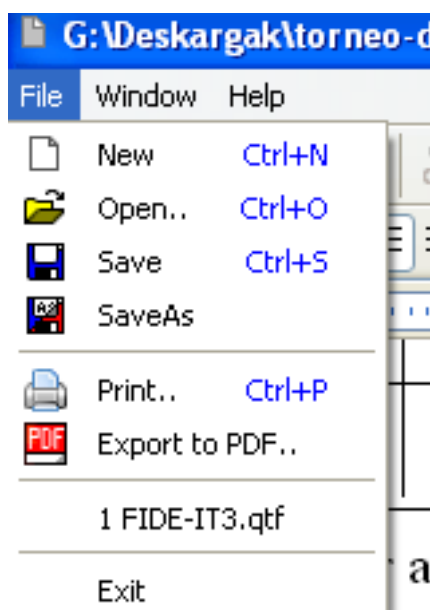 G:\Deskargak\torneo-d
File Window Help
New Ctrl+N
Open.. Ctrl+O
Save Ctrl+S
SaveAs
Print.. Ctrl+P
PDF Export to PDF..
1 FIDE-IT3.qtf
a
Exit